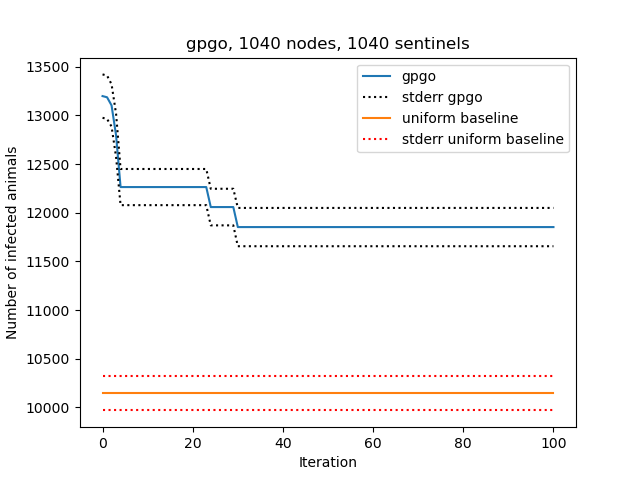 gpgo, 1040 nodes, 1040 sentinels
13500
13000
12500
12000
11500
11000
10500
10000
Number of infected animals
gpgo
stderr gpgo
uniform baseline
stderr uniform baseline
0 20 40 60 80 100
Iteration